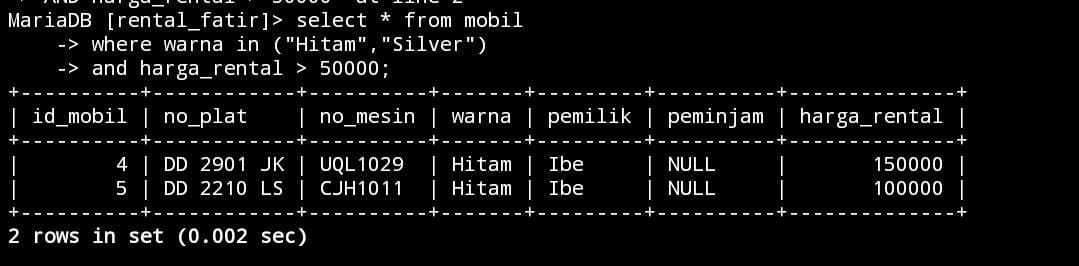 AND harga_rental > 50000' at line 2
MariaDB [rental_fatir]> select * from mobil
    -> where warna in ("Hitam","Silver")
    -> and harga_rental > 50000;
+----------+------------+----------+-------+---------+----------+--------------+
| id_mobil | no_plat    | no_mesin | warna | pemilik | peminjam | harga_rental |
+----------+------------+----------+-------+---------+----------+--------------+
|        4 | DD 2901 JK | UQL1029  | Hitam | Ibe     | NULL     |       150000 |
|        5 | DD 2210 LS | CJH1011  | Hitam | Ibe     | NULL     |       100000 |
+----------+------------+----------+-------+---------+----------+--------------+
2 rows in set (0.002 sec)